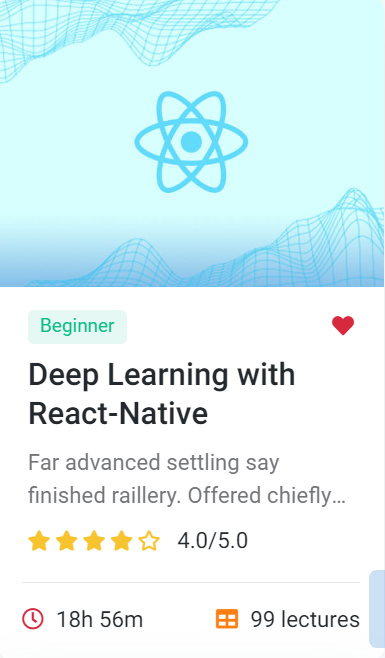 Beginner
Deep Learning with
React-Native
Far advanced settling say
finished raillery. Offered chiefly...
4.0/5.0
18h 56m
99 lectures